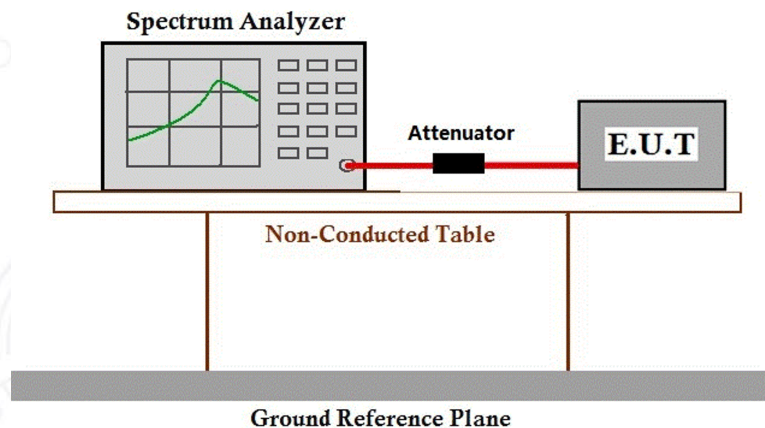 Spectrum Analyzer
Attenuator
E.U.T
Non-Conducted Table
Ground Reference Plane